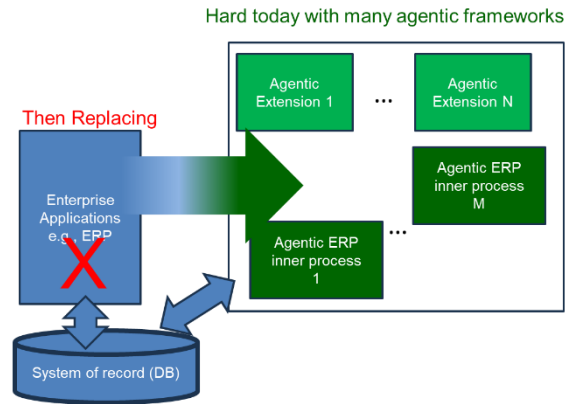 Hard today with many agentic frameworks
Agentic
Extension 1
...
Agentic
Extension N
Then Replacing
Enterprise
Applications
e.g., ERP
X
Agentic ERP
inner process
M
...
Agentic ERP
inner process
1
System of record (DB)